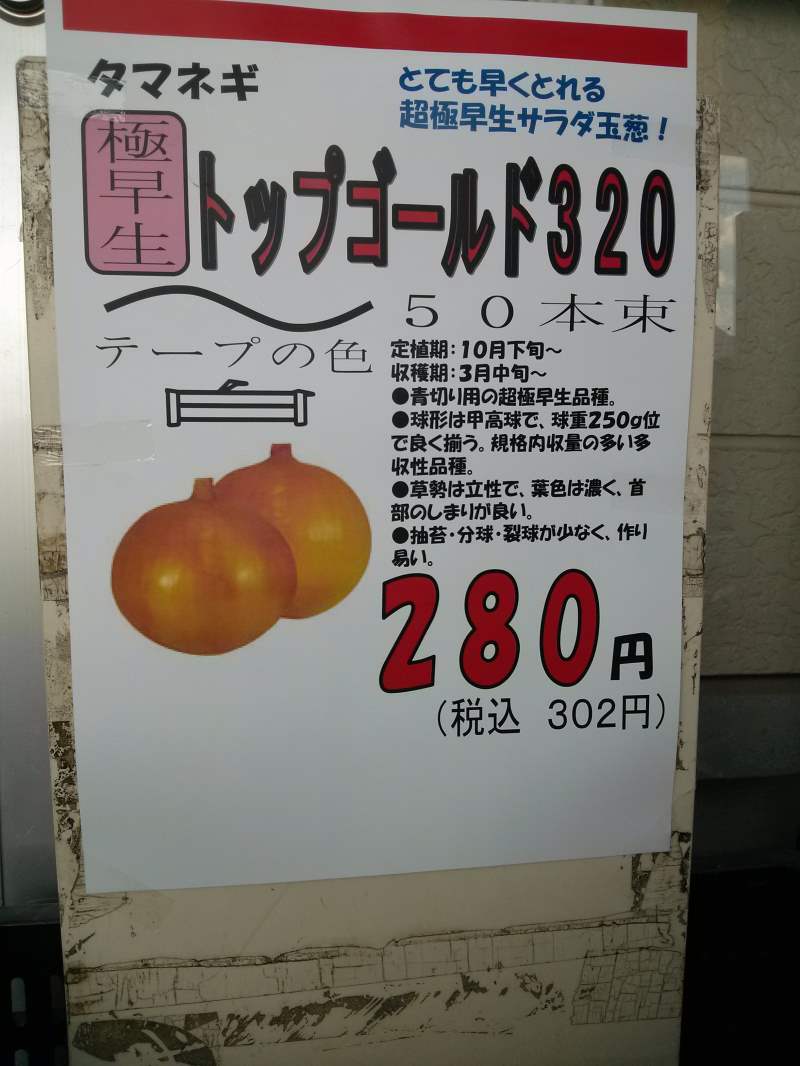 タマネギ
とても早くとれる
超極早生サラダ玉葱！
極早生
トップゴールド320
～５０本束
テープの色
定植期：10月下旬～
収穫期：3月中旬～
●青切り用の超極早生品種。
●球形は甲高球で、球重250g位
で良く揃う。規格内収量の多い多
収性品種。
●草勢は立性で、葉色は濃く、首
部のしまりが良い。
●抽苔・分球・裂球が少なく、作り
易い。
280円
（税込　302円）